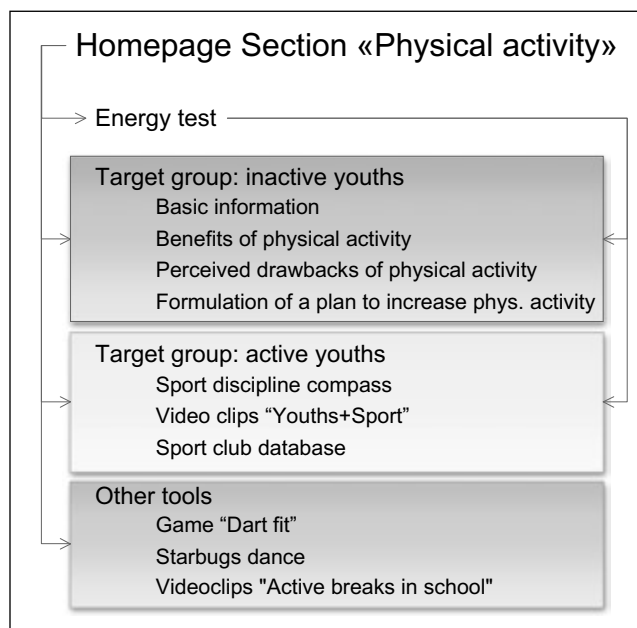 Homepage Section «Physical activity»
Energy test
Target group: inactive youths
Basic information
Benefits of physical activity
Perceived drawbacks of physical activity
Formulation of a plan to increase phys. activity
Target group: active youths
Sport discipline compass
Video clips “Youths+Sport”
Sport club database
Other tools
Game “Dart fit”
Starbugs dance
Videoclips "Active breaks in school"